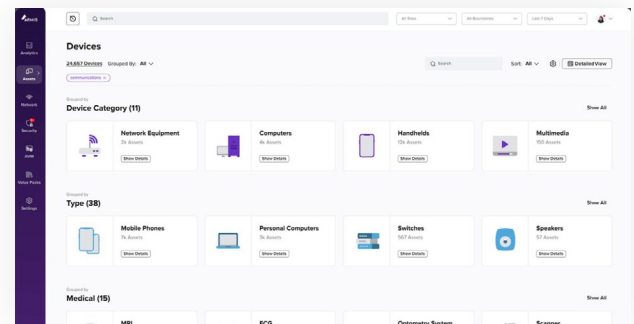 ARMIS
Search
All Sites
All Boundaries
Last 7 Days
Analytics
Assets
Network
Security
Value Packs
Settings
Devices
24,657 Devices Grouped By: All
Search
Sort: All
Detailed View
communications ×
Grouped by
Device Category (11)
Show All
Network Equipment
Show Details
Computers
4k Assets
Show Details
Handhelds
13k Assets
Show Details
Multimedia
155 Assets
Show Details
Grouped by
Type (38)
Show All
Mobile Phones
7k Assets
Show Details
Personal Computers
3k Assets
Show Details
Switches
567 Assets
Show Details
Speakers
57 Assets
Show Details
Grouped by
Medical (15)
Show All
MRI
ECG
Optometry System
Scanner